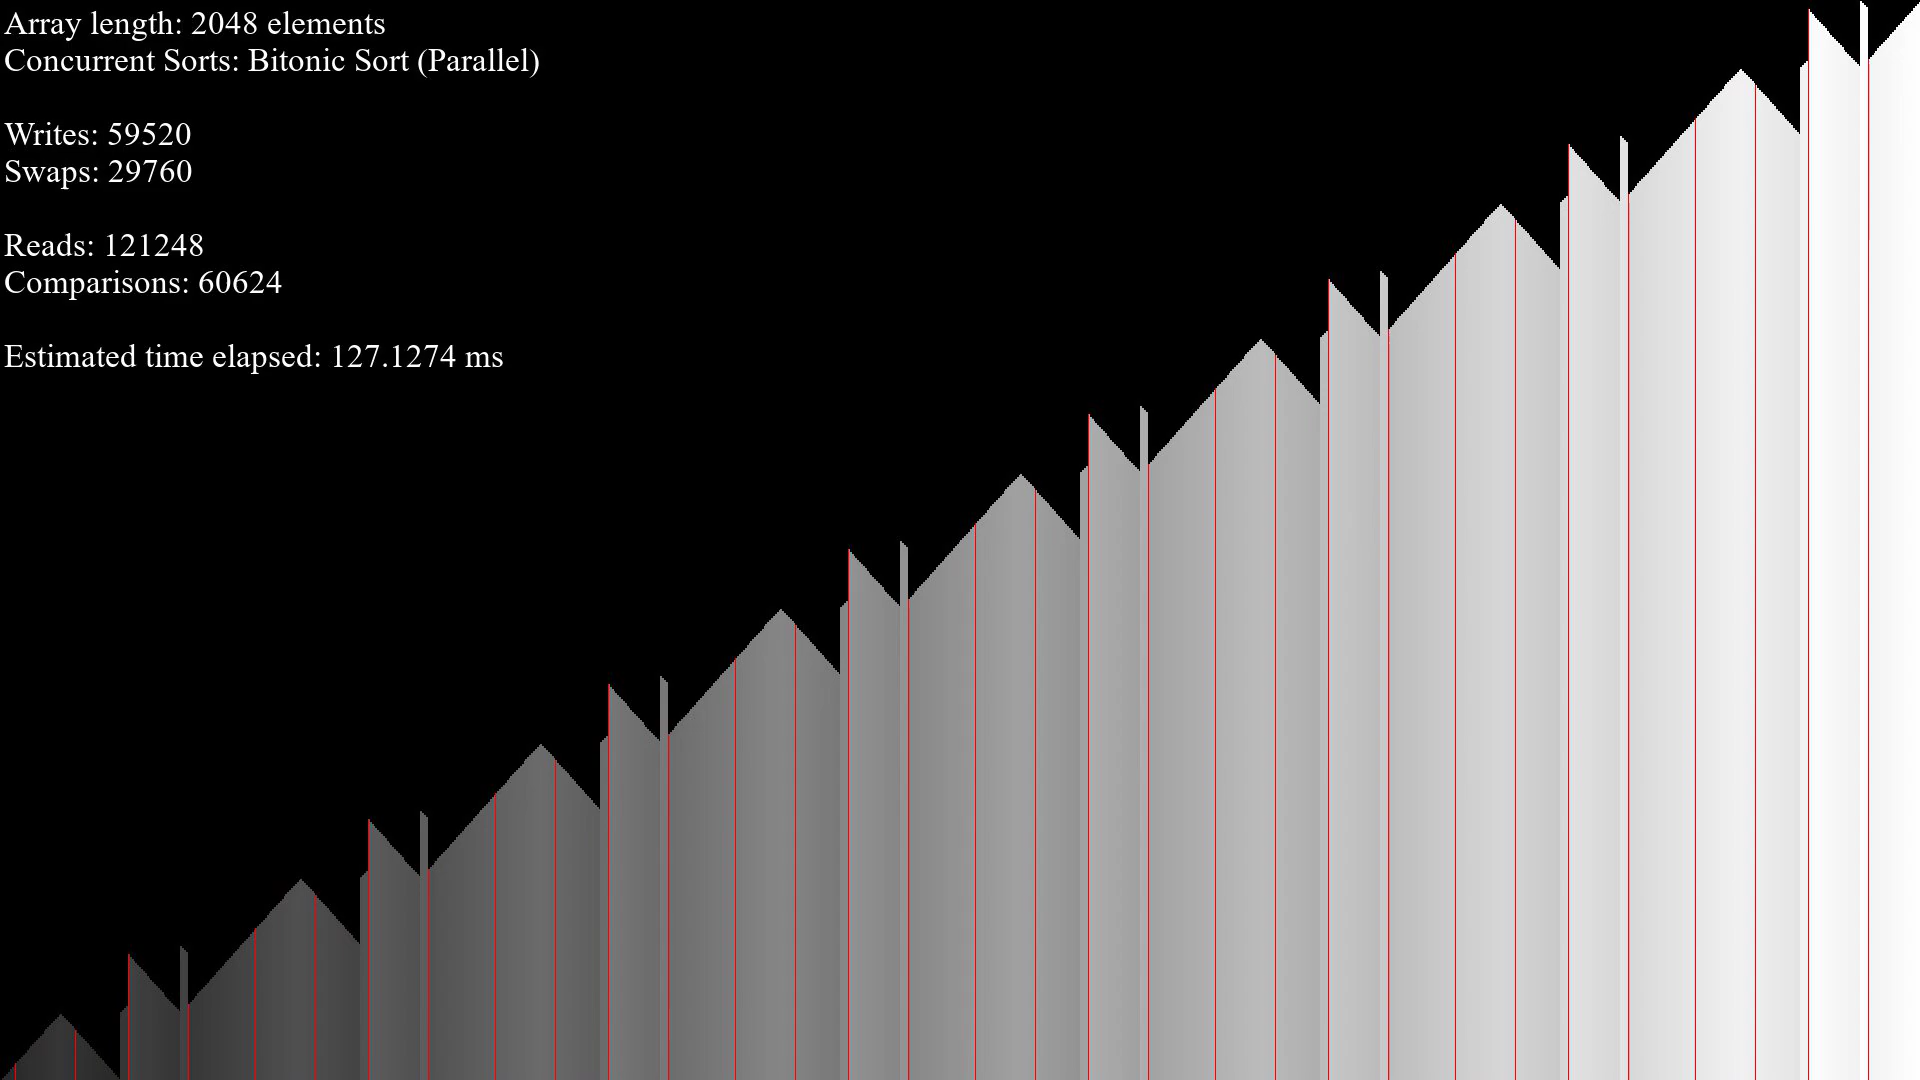 Array length: 2048 elements
Concurrent Sorts: Bitonic Sort (Parallel)
Writes: 59520
Swaps: 29760
Reads: 121248
Comparisons: 60624
Estimated time elapsed: 127.1274 ms